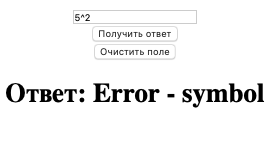 5^2
Получить ответ
Очистить поле
Ответ: Error - symbol